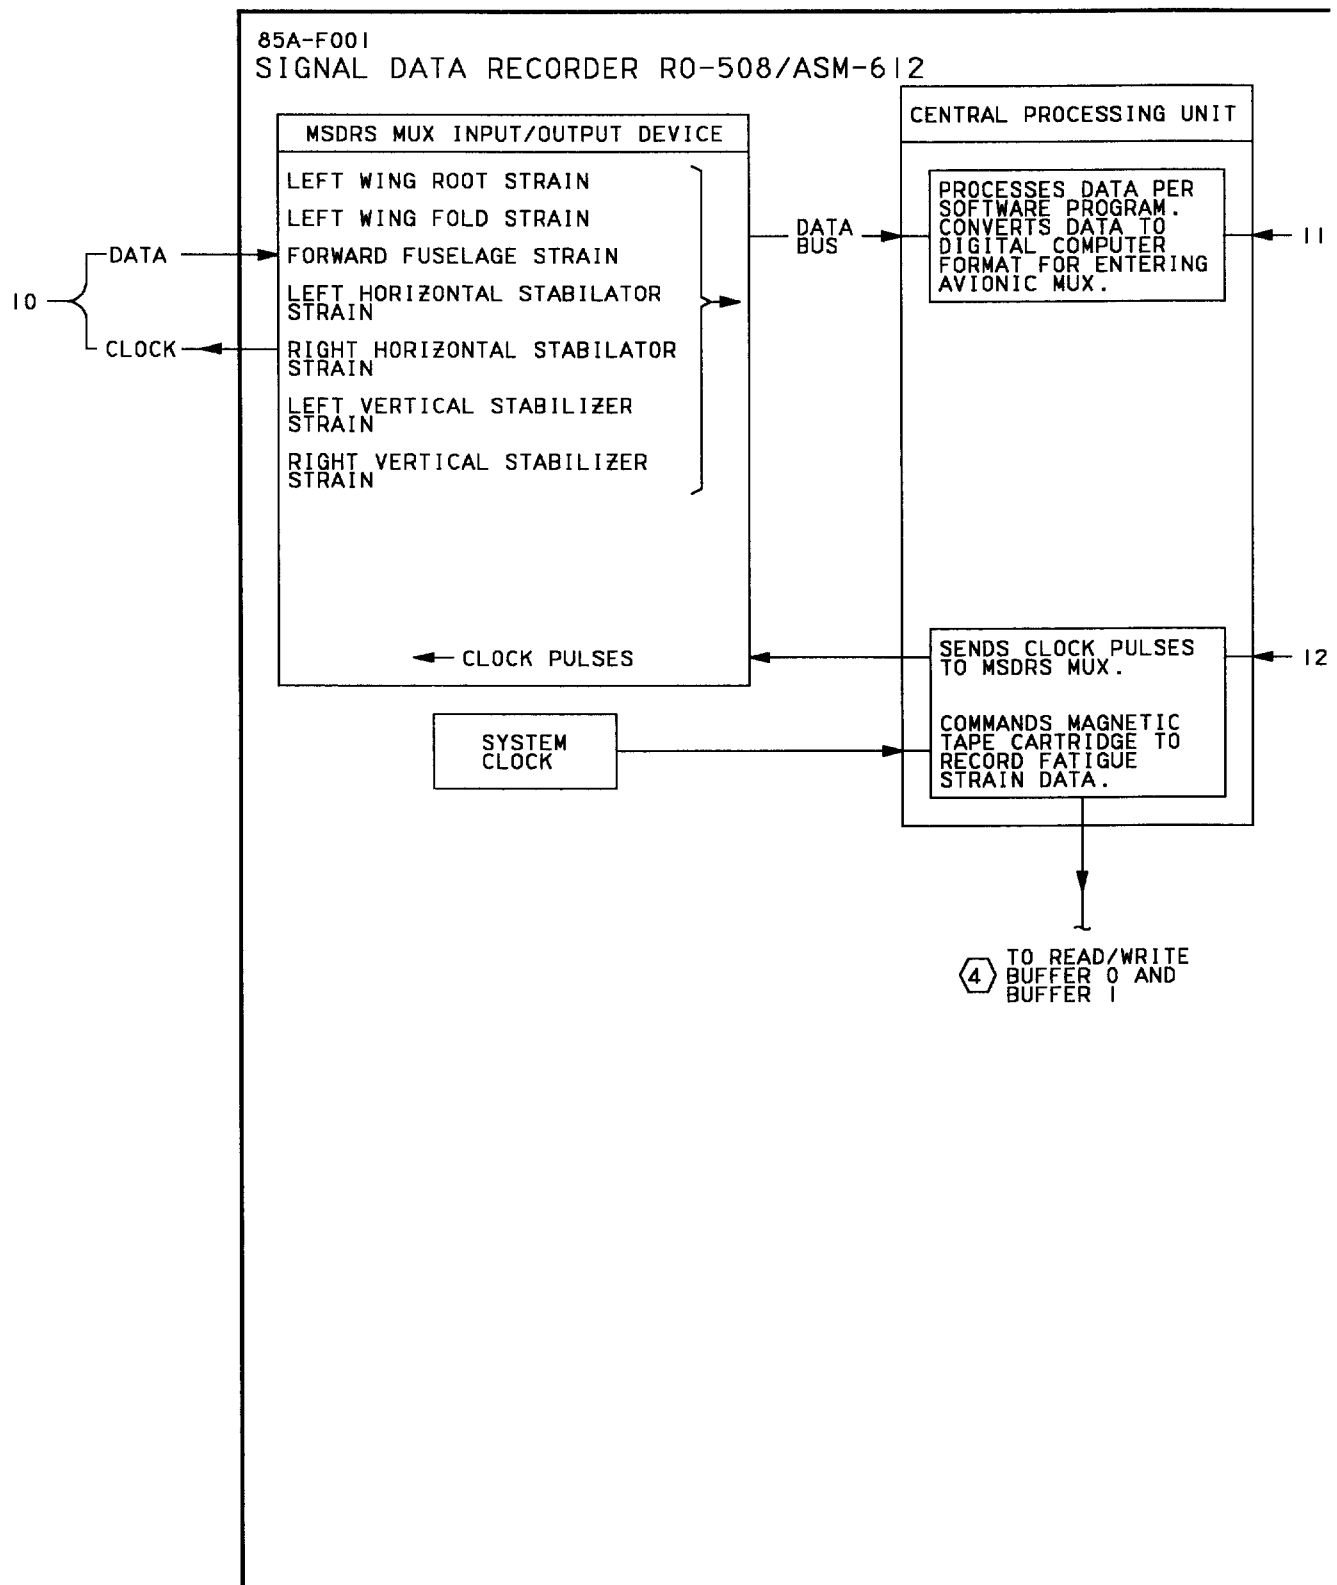 85A-F001
SIGNAL DATA RECORDER RO-508/ASM-612
MSDRS MUX INPUT/OUTPUT DEVICE
LEFT WING ROOT STRAIN
LEFT WING FOLD STRAIN
FORWARD FUSELAGE STRAIN
LEFT HORIZONTAL STABILATOR
STRAIN
RIGHT HORIZONTAL STABILATOR
STRAIN
LEFT VERTICAL STABILIZER
STRAIN
RIGHT VERTICAL STABILIZER
STRAIN
CLOCK PULSES
10
DATA
CLOCK
DATA
BUS
SYSTEM
CLOCK
CENTRAL PROCESSING UNIT
PROCESSES DATA PER
SOFTWARE PROGRAM.
CONVERTS DATA TO
DIGITAL COMPUTER
FORMAT FOR ENTERING
AVIONIC MUX.
11
SENDS CLOCK PULSES
TO MSDRS MUX.
12
COMMANDS MAGNETIC
TAPE CARTRIDGE TO
RECORD FATIGUE
STRAIN DATA.
4
TO READ/WRITE
BUFFER 0 AND
BUFFER 1